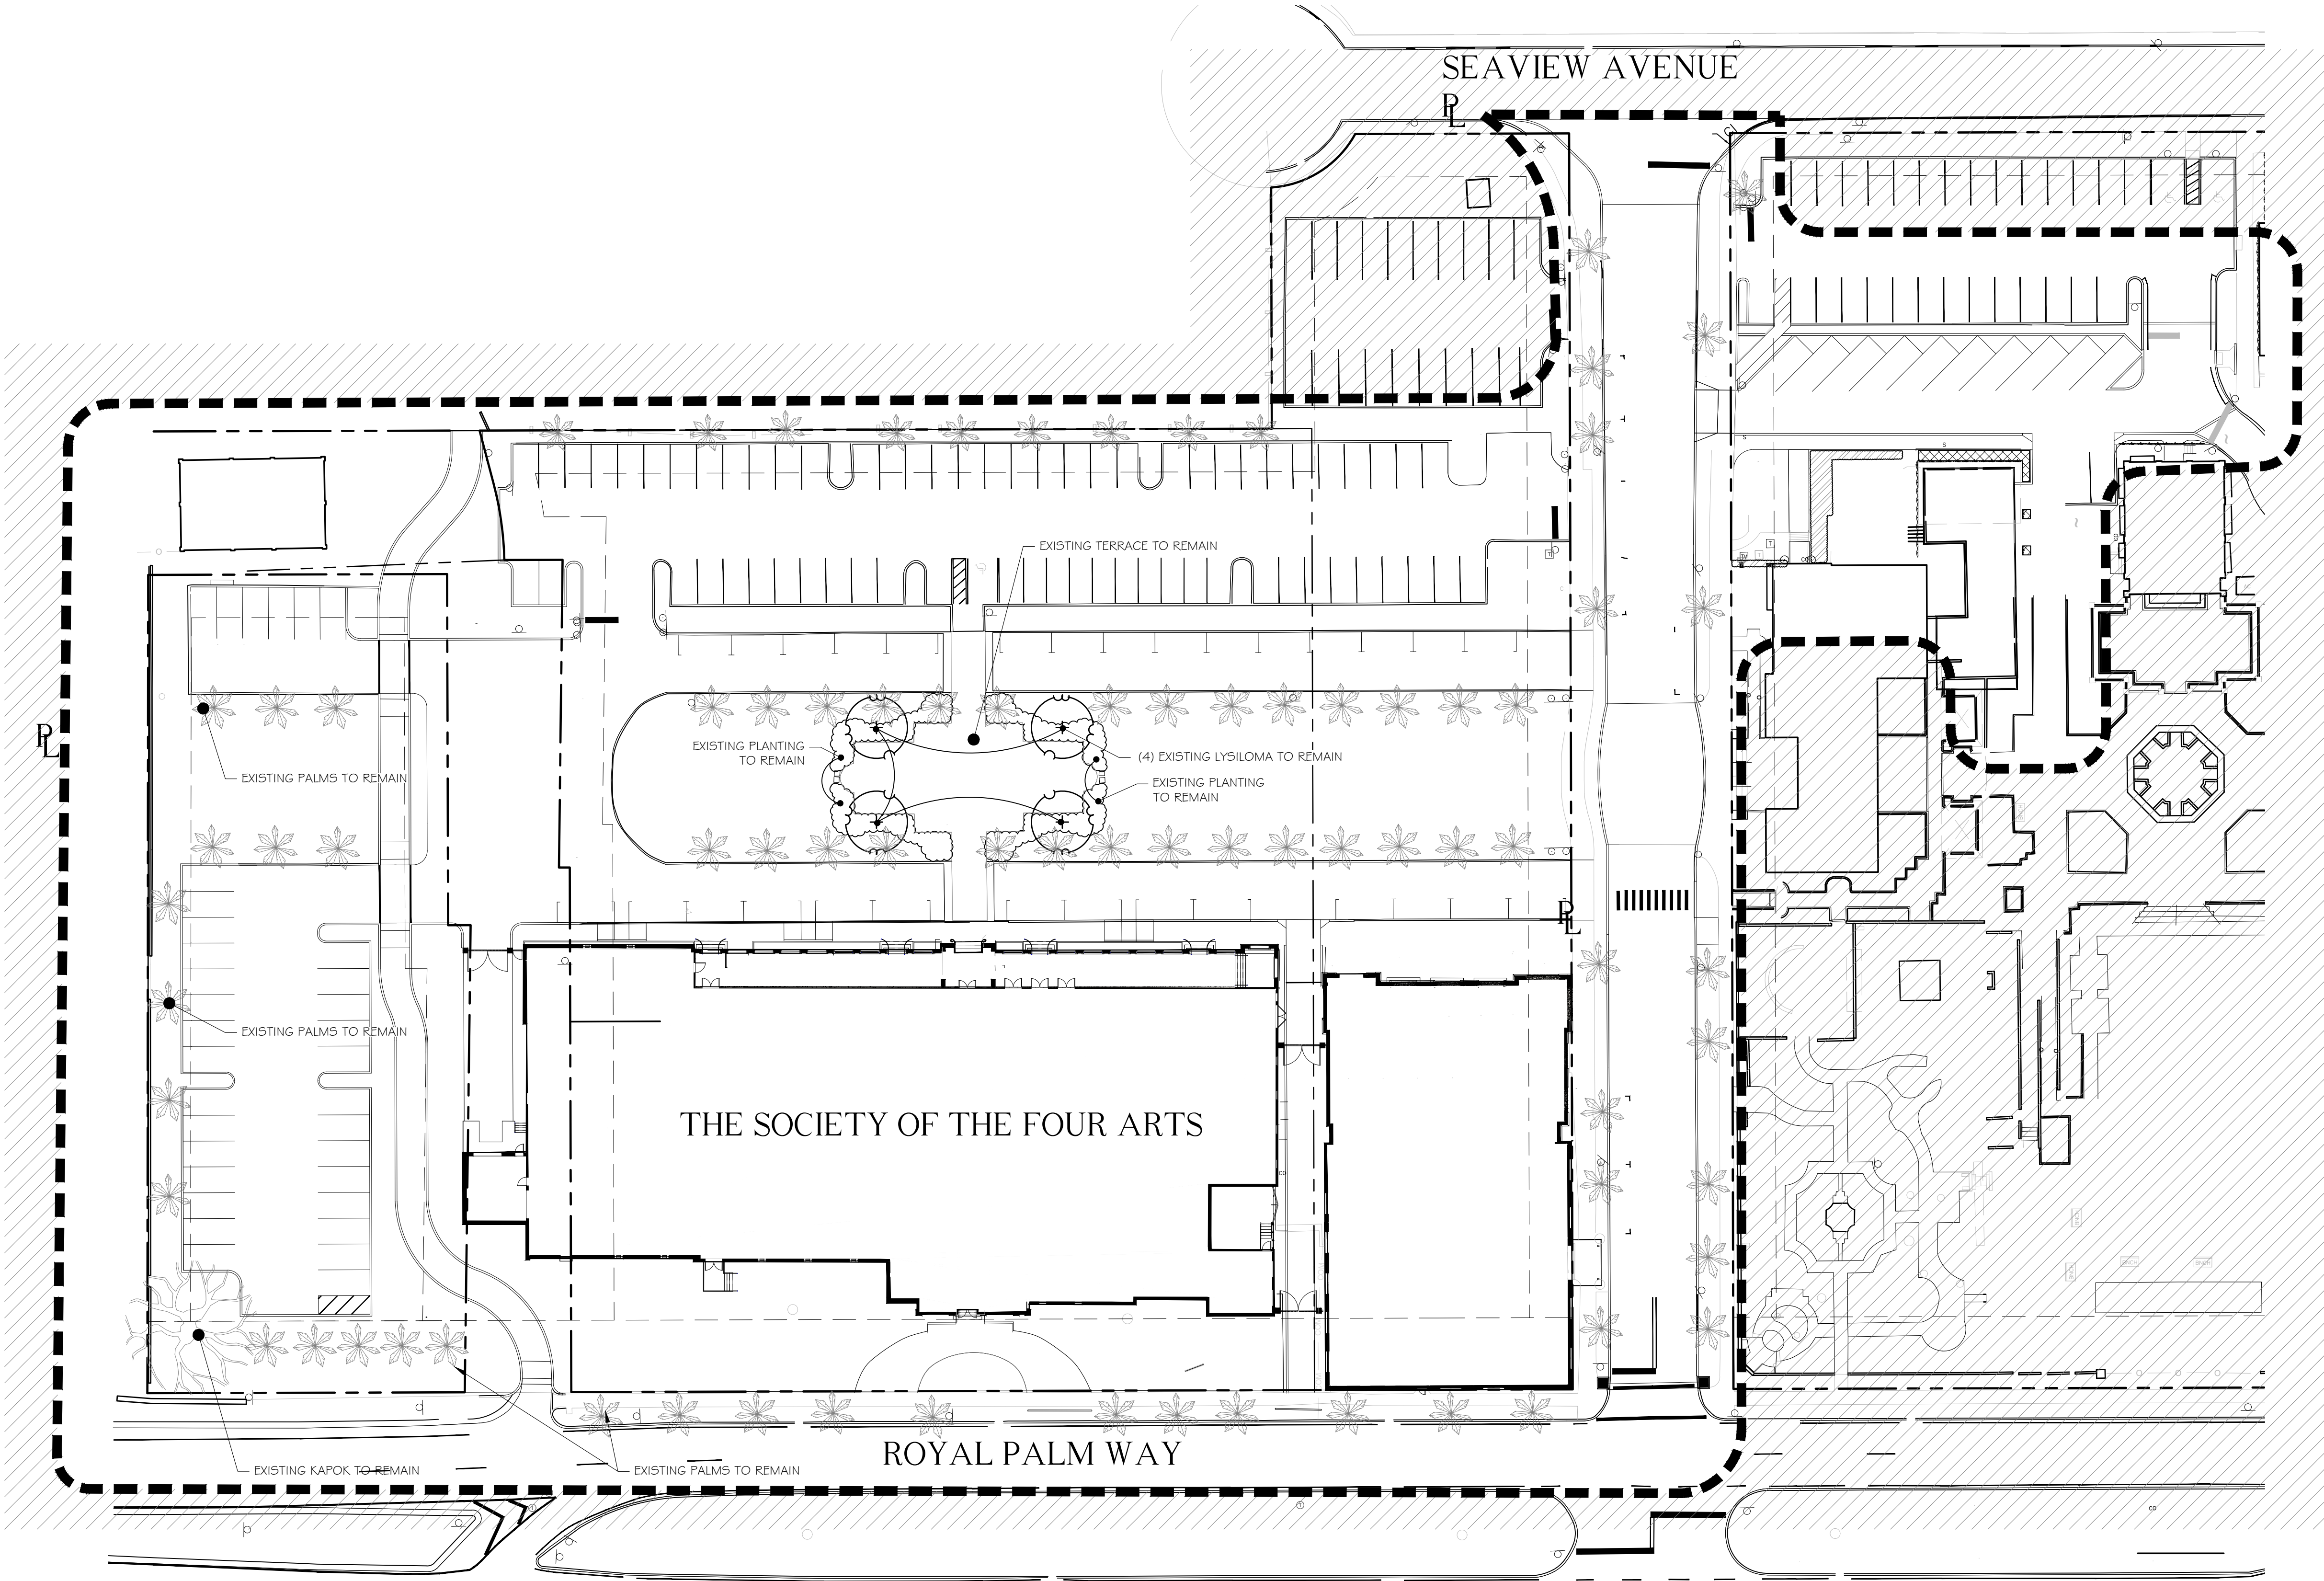 SEAVIEW AVENUE
PL
EXISTING TERRACE TO REMAIN
PL
EXISTING PLANTING
TO REMAIN
(4) EXISTING LYSILOMA TO REMAIN
EXISTING PALMS TO REMAIN
EXISTING PLANTING
TO REMAIN
PL
EXISTING PALMS TO REMAIN
THE SOCIETY OF THE FOUR ARTS
ROYAL PALM WAY
EXISTING KAPOK TO REMAIN
EXISTING PALMS TO REMAIN
CO